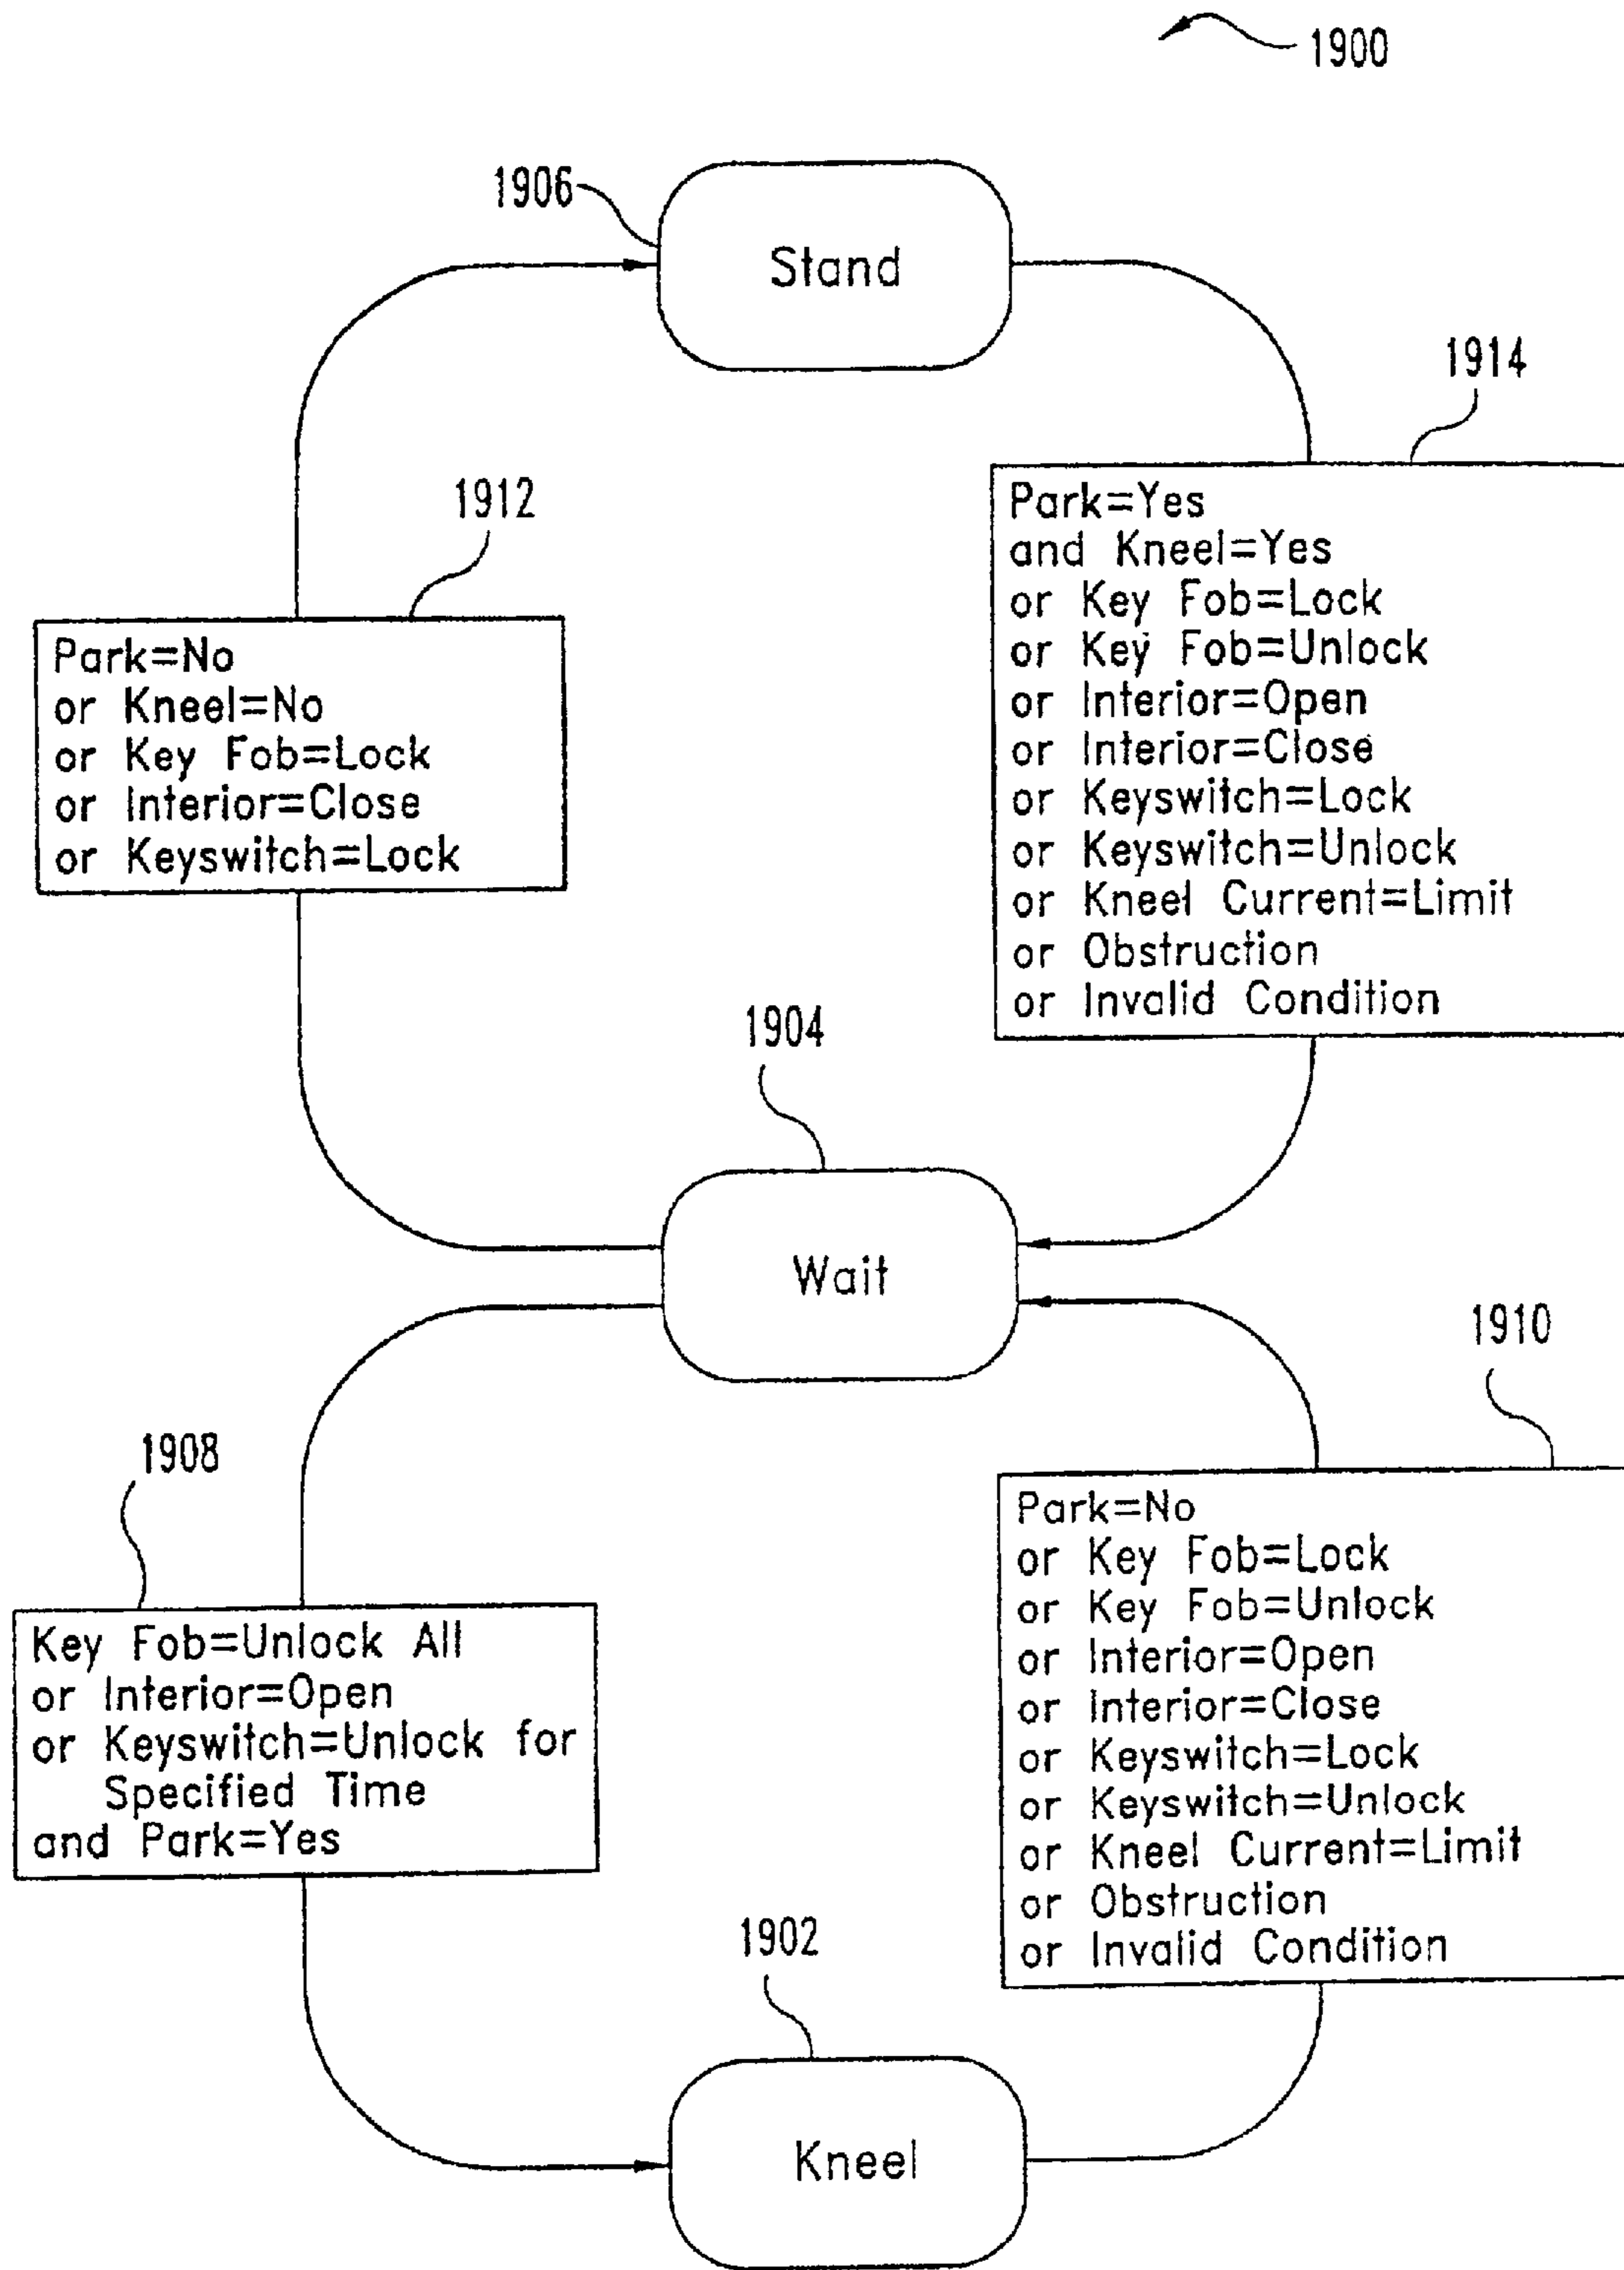 1900
1906
Stand
1914
Park=Yes
and Kneel=Yes
or Key Fob=Lock
or Key Fob=Unlock
or Interior=Open
or Interior=Close
or Keyswitch=Lock
or Keyswitch=Unlock
or Kneel Current=Limit
or Obstruction
or Invalid Condition
1912
Park=No
or Kneel=No
or Key Fob=Lock
or Interior=Close
or Keyswitch=Lock
1904
Wait
1910
Park=No
or Key Fob=Lock
or Key Fob=Unlock
or Interior=Open
or Interior=Close
or Keyswitch=Lock
or Keyswitch=Unlock
or Kneel Current=Limit
or Obstruction
or Invalid Condition
1908
Key Fob=Unlock All
or Interior=Open
or Keyswitch=Unlock for
Specified Time
and Park=Yes
1902
Kneel